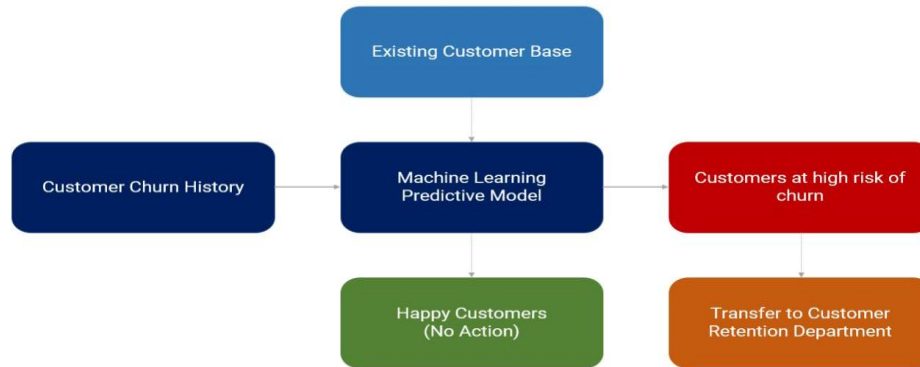 Existing Customer Base
Customer Churn History
Machine Learning
Predictive Model
Customers at high risk of
churn
Happy Customers
(No Action)
Transfer to Customer
Retention Department